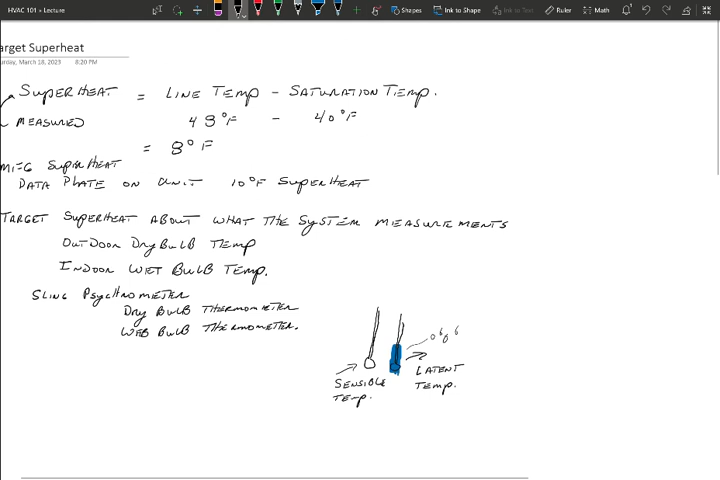 HVAC 101 > Lecture
Shapes
Ink to Shape
Ink to Text
Ruler
Math
arget Superheat
urday, March 18, 2023 8:20 PM
SUPERHEAT = LINE TEMP - SATURATION TEMP.
MEASURED 48°F - 40°F
= 8°F
MFG SUPERHEAT
DATA PLATE ON UNIT 10°F SUPERHEAT
TARGET SUPERHEAT ABOUT WHAT THE SYSTEM MEASUREMENTS
OUTDOOR DRY BULB TEMP
INDOOR WET BULB TEMP.
SLING PSYCHROMETER
DRY BULB THERMOMETER
WEB BULB THERMOMETER.
SENSIBLE TEMP.
LATENT TEMP.